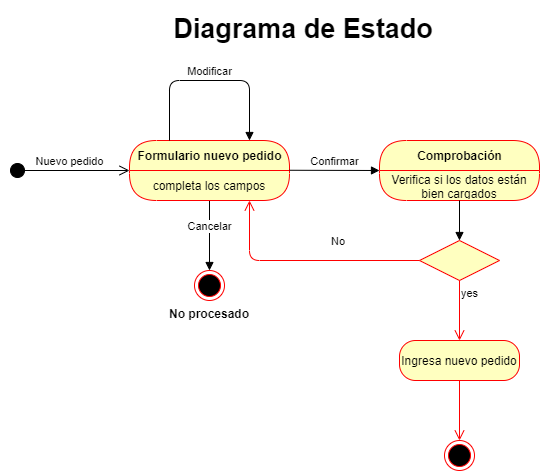 Diagrama de Estado
Modificar
Nuevo pedido
Formulario nuevo pedido
completa los campos
Confirmar
Comprobación
Verifica si los datos están
bien cargados
Cancelar
No
No procesado
yes
Ingresa nuevo pedido